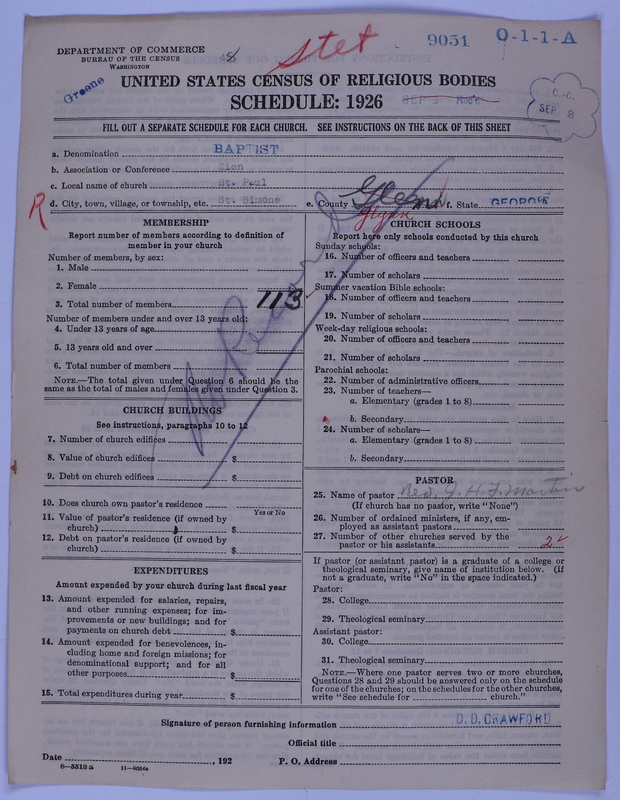 DEPARTMENT OF COMMERCE
BUREAU OF THE CENSUS
WASHINGTON
Greene
48
stet
9051
O-1-1-A
UNITED STATES CENSUS OF RELIGIOUS BODIES
SCHEDULE: 1926
SEP 8
FILL OUT A SEPARATE SCHEDULE FOR EACH CHURCH. SEE INSTRUCTIONS ON THE BACK OF THIS SHEET
a. Denomination BAPTIST
b. Association or Conference Zion
c. Local name of church St. Paul
R
d. City, town, village, or township, etc. St. Simons e. County Glenn f. State GEORGIA
Glynn
No Record
MEMBERSHIP
Report number of members according to definition of
member in your church
Number of members, by sex:
1. Male
2. Female
3. Total number of members 113
Number of members under and over 13 years old:
4. Under 13 years of age
5. 13 years old and over
6. Total number of members
NOTE.—The total given under Question 6 should be the
same as the total of males and females given under Question 3.
CHURCH BUILDINGS
See instructions, paragraphs 10 to 12
7. Number of church edifices
8. Value of church edifices $
9. Debt on church edifices $
10. Does church own pastor's residence
Yes or No
11. Value of pastor's residence (if owned by
church) $
12. Debt on pastor's residence (if owned by
church) $
EXPENDITURES
Amount expended by your church during last fiscal year
13. Amount expended for salaries, repairs,
and other running expenses; for im-
provements or new buildings; and for
payments on church debt $
14. Amount expended for benevolences, in-
cluding home and foreign missions; for
denominational support; and for all
other purposes $
15. Total expenditures during year $
CHURCH SCHOOLS
Report here only schools conducted by this church
Sunday schools:
16. Number of officers and teachers
17. Number of scholars
Summer vacation Bible schools:
18. Number of officers and teachers
19. Number of scholars
Week-day religious schools:
20. Number of officers and teachers
21. Number of scholars
Parochial schools:
22. Number of administrative officers
23. Number of teachers—
a. Elementary (grades 1 to 8)
b. Secondary
24. Number of scholars—
a. Elementary (grades 1 to 8)
b. Secondary
PASTOR
25. Name of pastor Rev. J. H. F. Martin
(If church has no pastor, write "None")
26. Number of ordained ministers, if any, em-
ployed as assistant pastors
27. Number of other churches served by the
pastor or his assistants 2
If pastor (or assistant pastor) is a graduate of a college or
theological seminary, give name of institution below. (If
not a graduate, write "No" in the space indicated.)
Pastor:
28. College
29. Theological seminary
Assistant pastor:
30. College
31. Theological seminary
NOTE.—Where one pastor serves two or more churches,
Questions 28 and 29 should be answered only on the schedule
for one of the churches; on the schedules for the other churches,
write "See schedule for church."
Signature of person furnishing information D. D. CRAWFORD
Official title
Date , 192 P. O. Address
8—5518 a 11—9054a